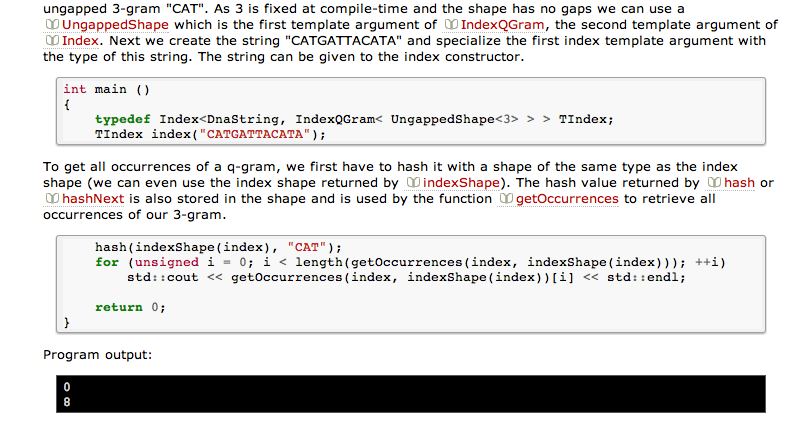 ungapped 3-gram "CAT". As 3 is fixed at compile-time and the shape has no gaps we can use a
UngappedShape which is the first template argument of IndexQGram, the second template argument of
Index. Next we create the string "CATGATTACATA" and specialize the first index template argument with
the type of this string. The string can be given to the index constructor.
int main ()
{
    typedef Index<DnaString, IndexQGram< UngappedShape<3> > > TIndex;
    TIndex index("CATGATTACATA");
To get all occurrences of a q-gram, we first have to hash it with a shape of the same type as the index
shape (we can even use the index shape returned by indexShape). The hash value returned by hash or
hashNext is also stored in the shape and is used by the function getOccurrences to retrieve all
occurrences of our 3-gram.
    hash(indexShape(index), "CAT");
    for (unsigned i = 0; i < length(getOccurrences(index, indexShape(index))); ++i)
        std::cout << getOccurrences(index, indexShape(index))[i] << std::endl;
    return 0;
}
Program output:
0
8